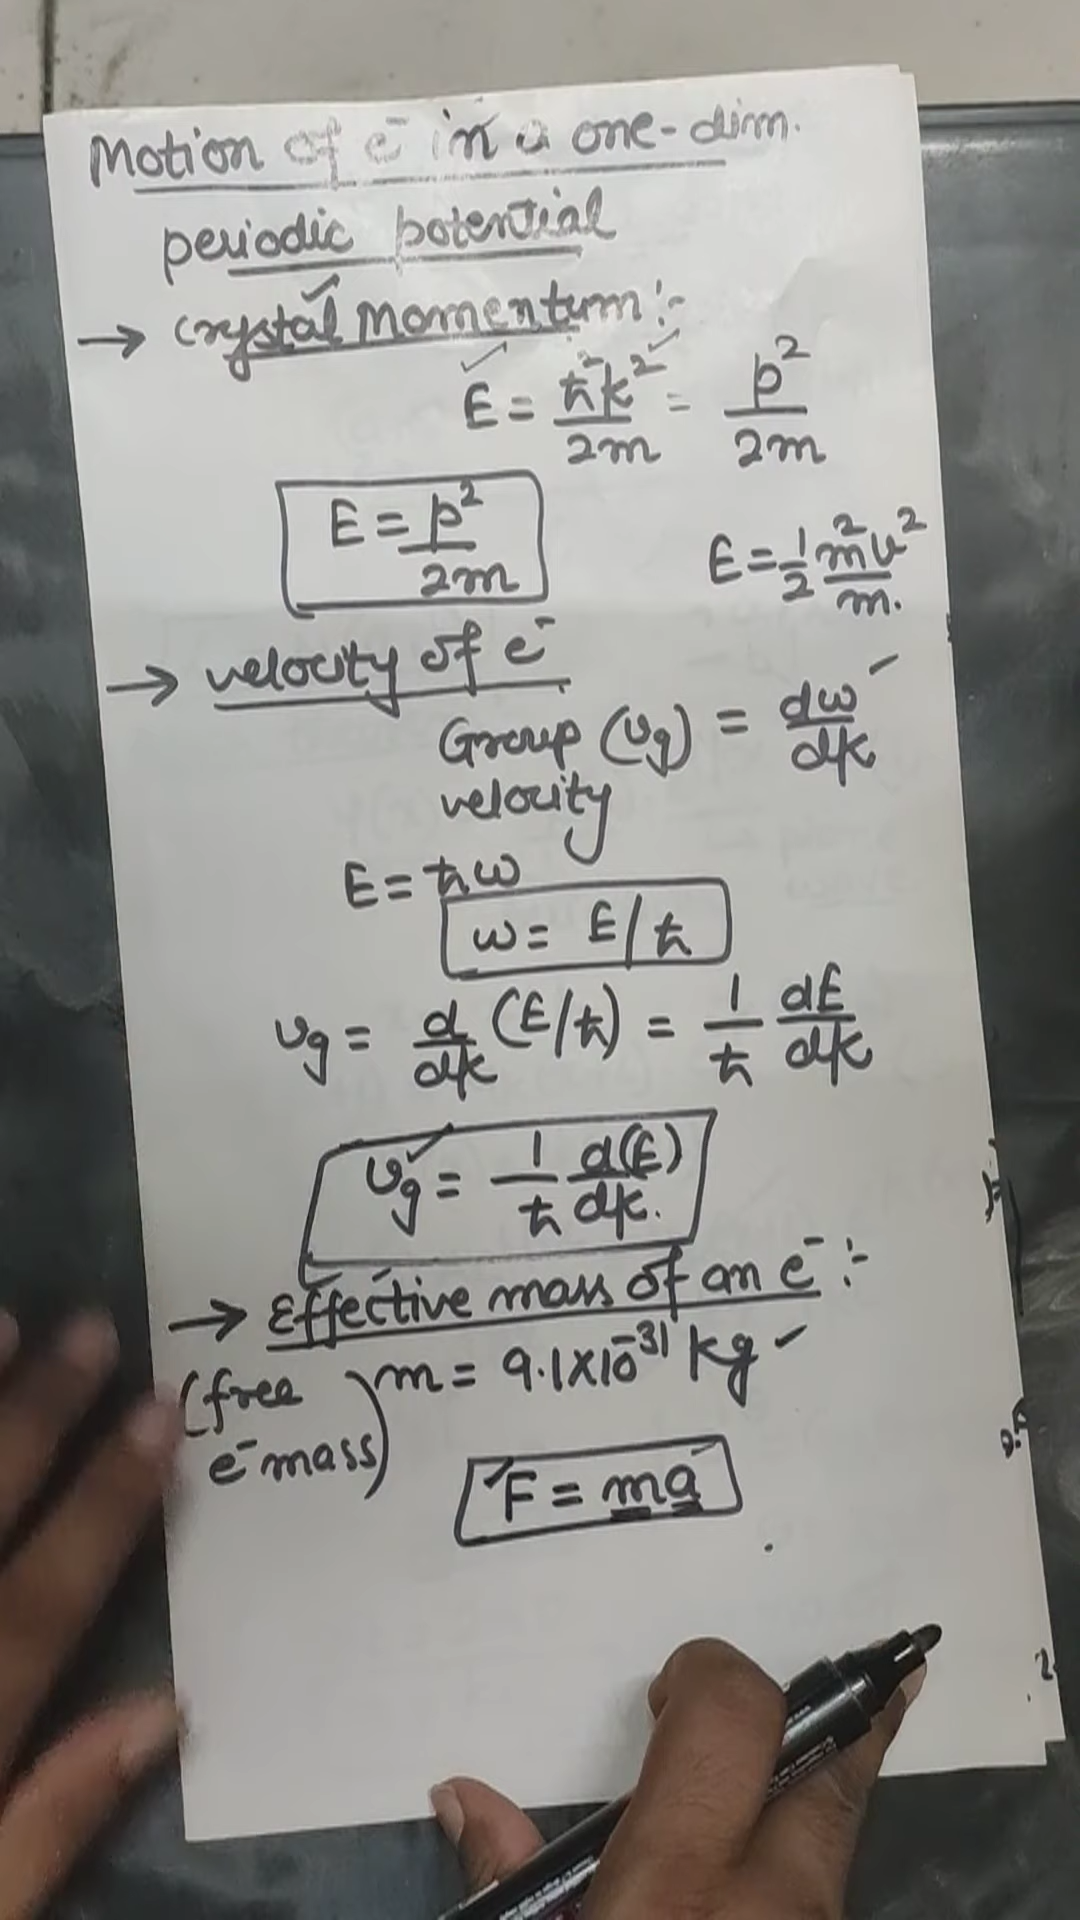 Motion of e⁻ in a one-dim.
periodic potential
→ crystal momentum :-
E = ħ²k²/2m = p²/2m
E = p²/2m
E = 1/2 m²v²/m.
→ velocity of e⁻
Group (vg) = dω/dk
velocity
E = ħω
ω = E/ħ
vg = d/dk (E/ħ) = 1/ħ dE/dk
vg = 1/ħ d(E)/dk.
→ Effective mass of an e⁻ :-
(free e⁻ mass) m = 9.1x10⁻³¹ kg
F = ma